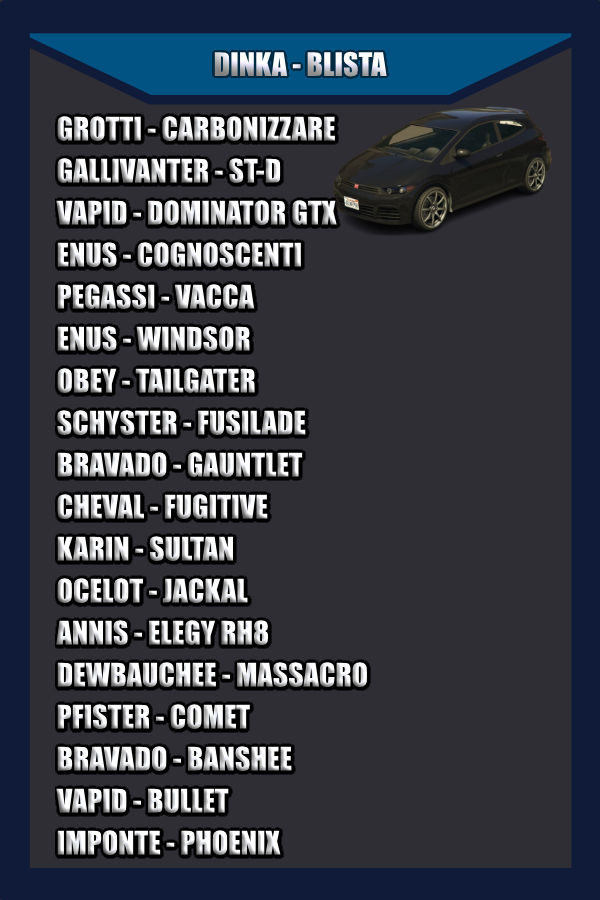 DINKA - BLISTA
GROTTI - CARBONIZZARE
GALLIVANTER - ST-D
VAPID - DOMINATOR GTX
ENUS - COGNOSCENTI
PEGASSI - VACCA
ENUS - WINDSOR
OBEY - TAILGATER
SCHYSTER - FUSILADE
BRAVADO - GAUNTLET
CHEVAL - FUGITIVE
KARIN - SULTAN
OCELOT - JACKAL
ANNIS - ELEGY RH8
DEWBAUCHEE - MASSACRO
PFISTER - COMET
BRAVADO - BANSHEE
VAPID - BULLET
IMPONTE - PHOENIX